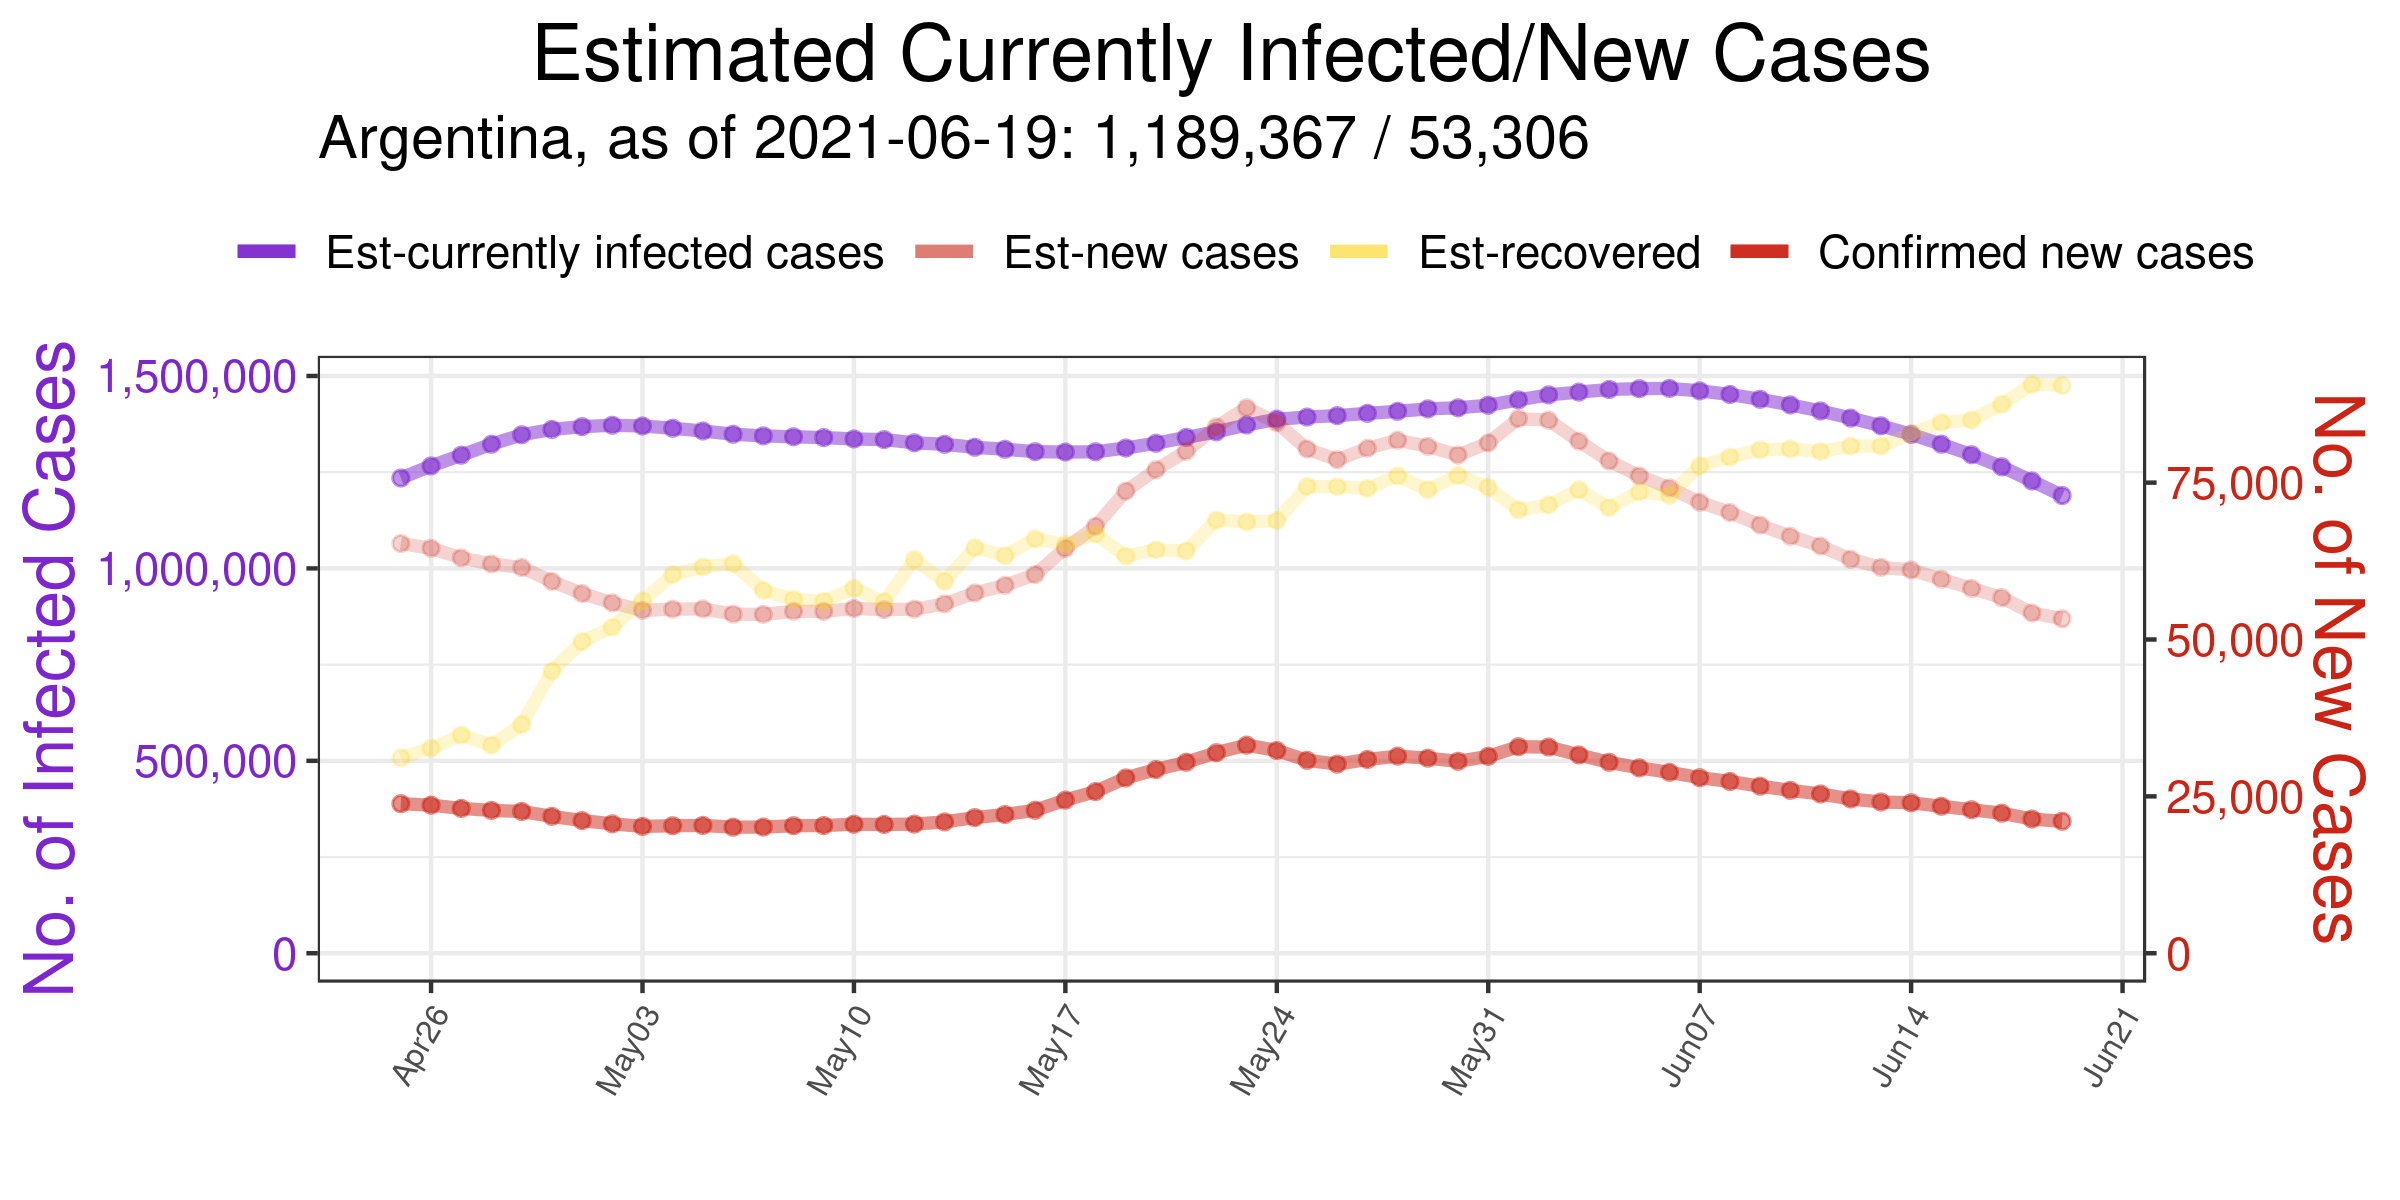 Estimated Currently Infected/New Cases
Argentina, as of 2021-06-19: 1,189,367 / 53,306
Est-currently infected cases Est-new cases Est-recovered Confirmed new cases
No. of Infected Cases
1,500,000
1,000,000
500,000
0
75,000
50,000
25,000
0
No. of New Cases
Apr26 May03 May10 May17 May24 May31 Jun07 Jun14 Jun21